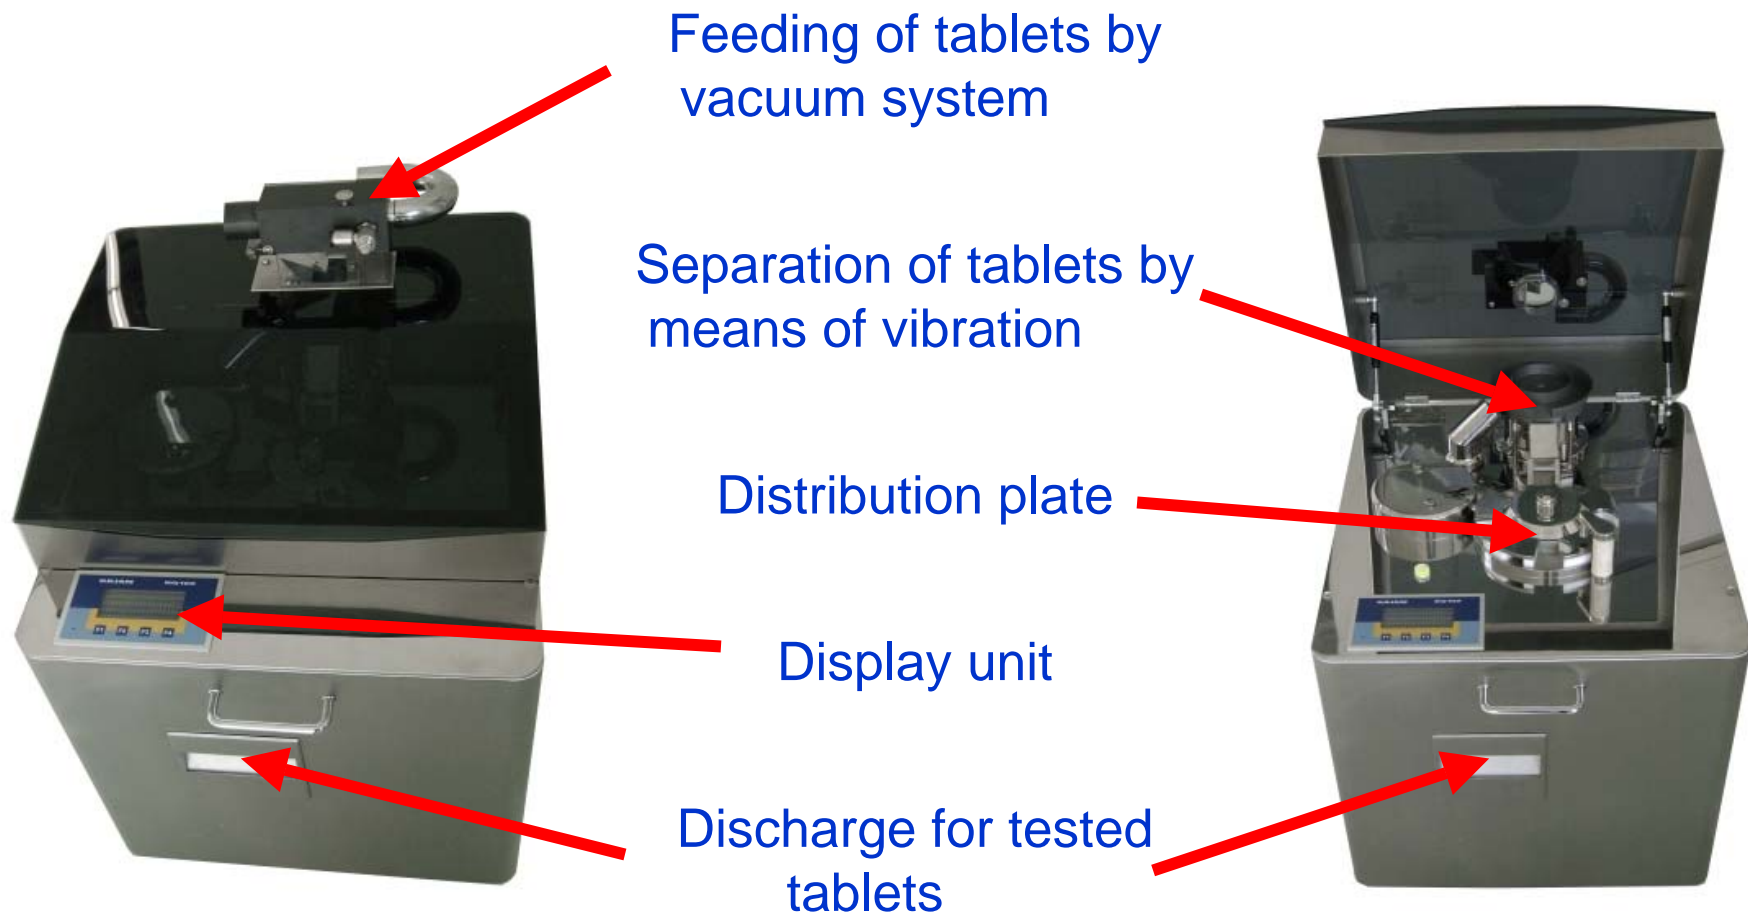 Feeding of tablets by
vacuum system
Separation of tablets by
means of vibration
Distribution plate
Display unit
Discharge for tested
tablets